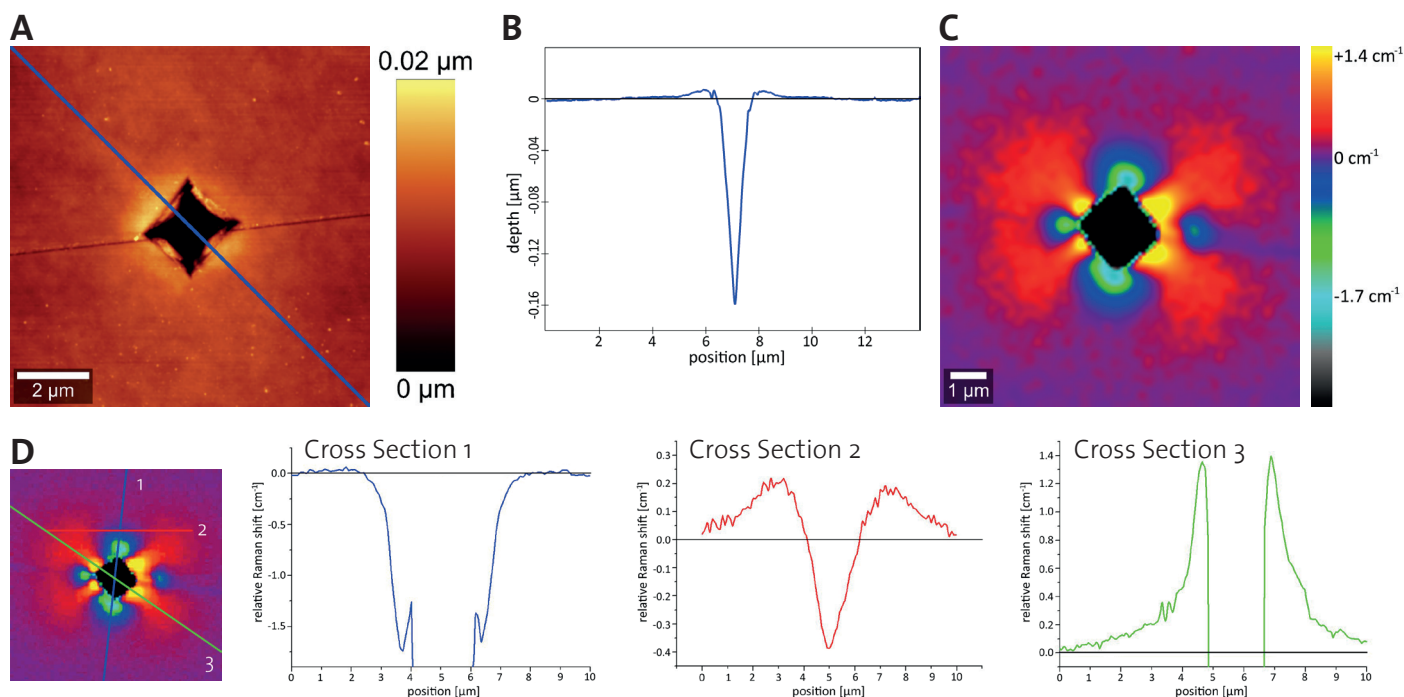 A
0.02 µm
0 µm
2 µm
B
0
-0.04
-0.08
-0.12
-0.16
depth [µm]
2 4 6 8 10 12
position [µm]
C
+1.4 cm⁻¹
0 cm⁻¹
-1.7 cm⁻¹
1 µm
D
1
2
3
Cross Section 1
relative Raman shift [cm⁻¹]
0.0
-0.5
-1.0
-1.5
0 1 2 3 4 5 6 7 8 9 10
position [µm]
Cross Section 2
relative Raman shift [cm⁻¹]
0.3
0.2
0.1
0.0
-0.1
-0.2
-0.3
-0.4
0 1 2 3 4 5 6 7 8 9 10
position [µm]
Cross Section 3
relative Raman shift [cm⁻¹]
1.4
1.2
1.0
0.8
0.6
0.4
0.2
0.0
0 1 2 3 4 5 6 7 8 9 10
position [µm]